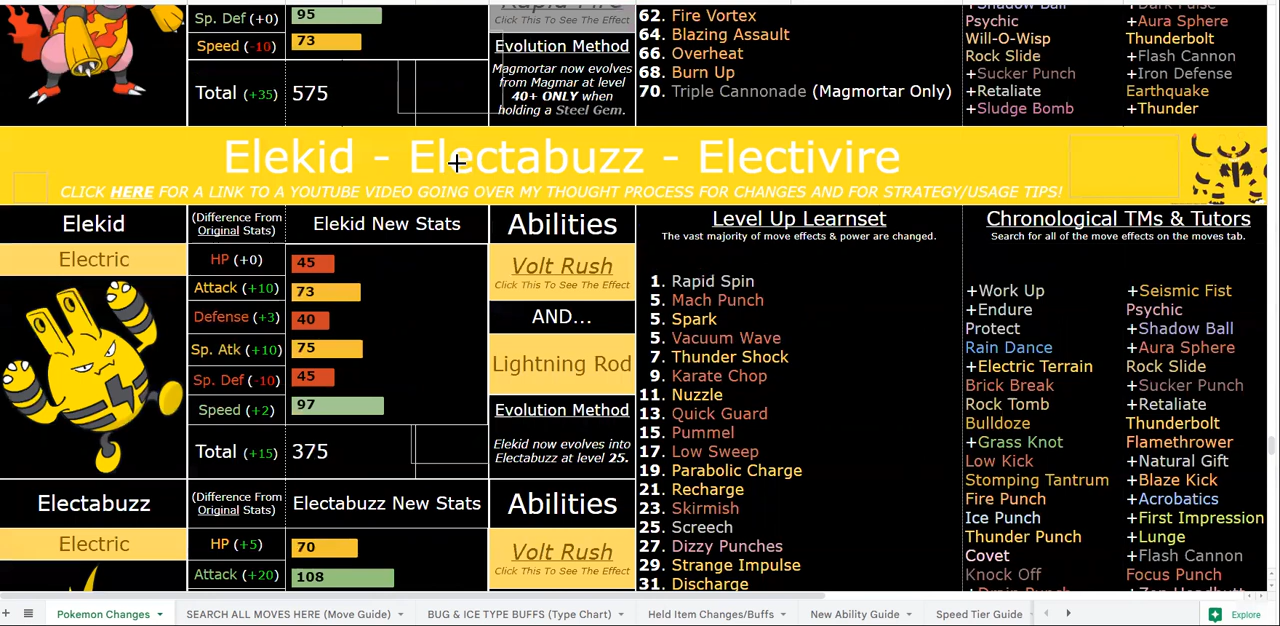 Sp. Def (+0) 95
Speed (-10) 73
Total (+35) 575
Click This To See The Effect
Evolution Method
Magmortar now evolves
from Magmar at level
40+ ONLY when
holding a Steel Gem.
62. Fire Vortex
64. Blazing Assault
66. Overheat
68. Burn Up
70. Triple Cannonade (Magmortar Only)
Psychic
Will-O-Wisp
Rock Slide
+Sucker Punch
+Retaliate
+Sludge Bomb
+Aura Sphere
Thunderbolt
+Flash Cannon
+Iron Defense
Earthquake
+Thunder
Elekid - Electabuzz - Electivire
CLICK HERE FOR A LINK TO A YOUTUBE VIDEO GOING OVER MY THOUGHT PROCESS FOR CHANGES AND FOR STRATEGY/USAGE TIPS!
Elekid
Electric
(Difference From
Original Stats)
Elekid New Stats
HP (+0) 45
Attack (+10) 73
Defense (+3) 40
Sp. Atk (+10) 75
Sp. Def (-10) 45
Speed (+2) 97
Total (+15) 375
Abilities
Volt Rush
Click This To See The Effect
AND...
Lightning Rod
Evolution Method
Elekid now evolves into
Electabuzz at level 25.
Level Up Learnset
The vast majority of move effects & power are changed.
1. Rapid Spin
5. Mach Punch
5. Spark
5. Vacuum Wave
7. Thunder Shock
9. Karate Chop
11. Nuzzle
13. Quick Guard
15. Pummel
17. Low Sweep
19. Parabolic Charge
21. Recharge
23. Skirmish
25. Screech
27. Dizzy Punches
29. Strange Impulse
31. Discharge
Chronological TMs & Tutors
Search for all of the move effects on the moves tab.
+Work Up
+Endure
Protect
Rain Dance
+Electric Terrain
Brick Break
Rock Tomb
Bulldoze
+Grass Knot
Low Kick
Stomping Tantrum
Fire Punch
Ice Punch
Thunder Punch
Covet
Knock Off
+Seismic Fist
Psychic
+Shadow Ball
+Aura Sphere
Rock Slide
+Sucker Punch
+Retaliate
Thunderbolt
Flamethrower
+Natural Gift
+Blaze Kick
+Acrobatics
+First Impression
+Lunge
+Flash Cannon
Focus Punch
Electabuzz
Electric
(Difference From
Original Stats)
Electabuzz New Stats
HP (+5) 70
Attack (+20) 108
Abilities
Volt Rush
Click This To See The Effect
Pokemon Changes
SEARCH ALL MOVES HERE (Move Guide)
BUG & ICE TYPE BUFFS (Type Chart)
Held Item Changes/Buffs
New Ability Guide
Speed Tier Guide
Explore